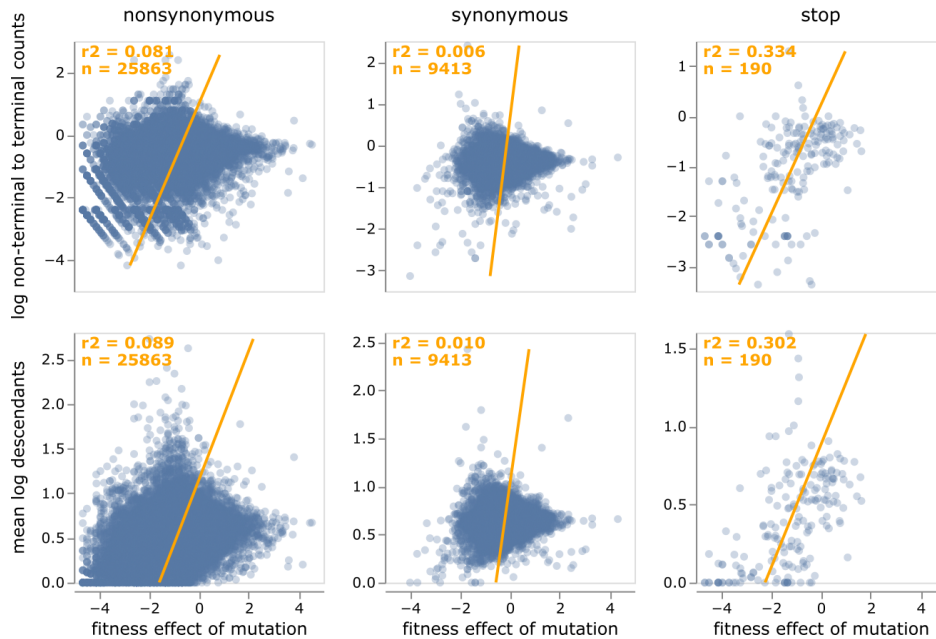 nonsynonymous
synonymous
stop
log non-terminal to terminal counts
2
0
−2
−4
r2 = 0.081
n = 25863
2
1
0
−1
−2
−3
r2 = 0.006
n = 9413
1
0
−1
−2
−3
r2 = 0.334
n = 190
mean log descendants
2.5
2.0
1.5
1.0
0.5
0.0
r2 = 0.089
n = 25863
2.5
2.0
1.5
1.0
0.5
0.0
r2 = 0.010
n = 9413
1.5
1.0
0.5
0.0
r2 = 0.302
n = 190
−4 −2 0 2 4
−4 −2 0 2 4
−4 −2 0 2 4
fitness effect of mutation
fitness effect of mutation
fitness effect of mutation